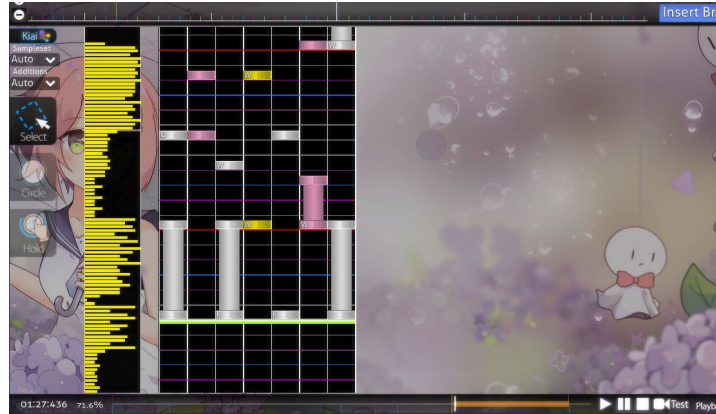 Insert Br
Kiai
Sampleset
Auto
Additions
Auto
Select
Circle
Hold
W
W
C
W
W
W
01:27:436 71.6%
Test Playb